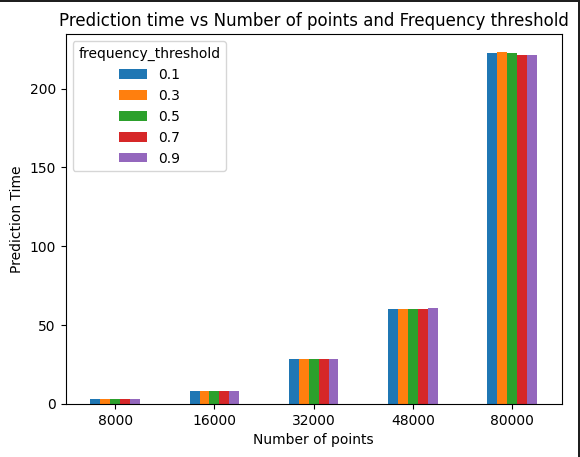 Prediction time vs Number of points and Frequency threshold
frequency_threshold
0.1
0.3
0.5
0.7
0.9
Prediction Time
200
150
100
50
0
8000 16000 32000 48000 80000
Number of points